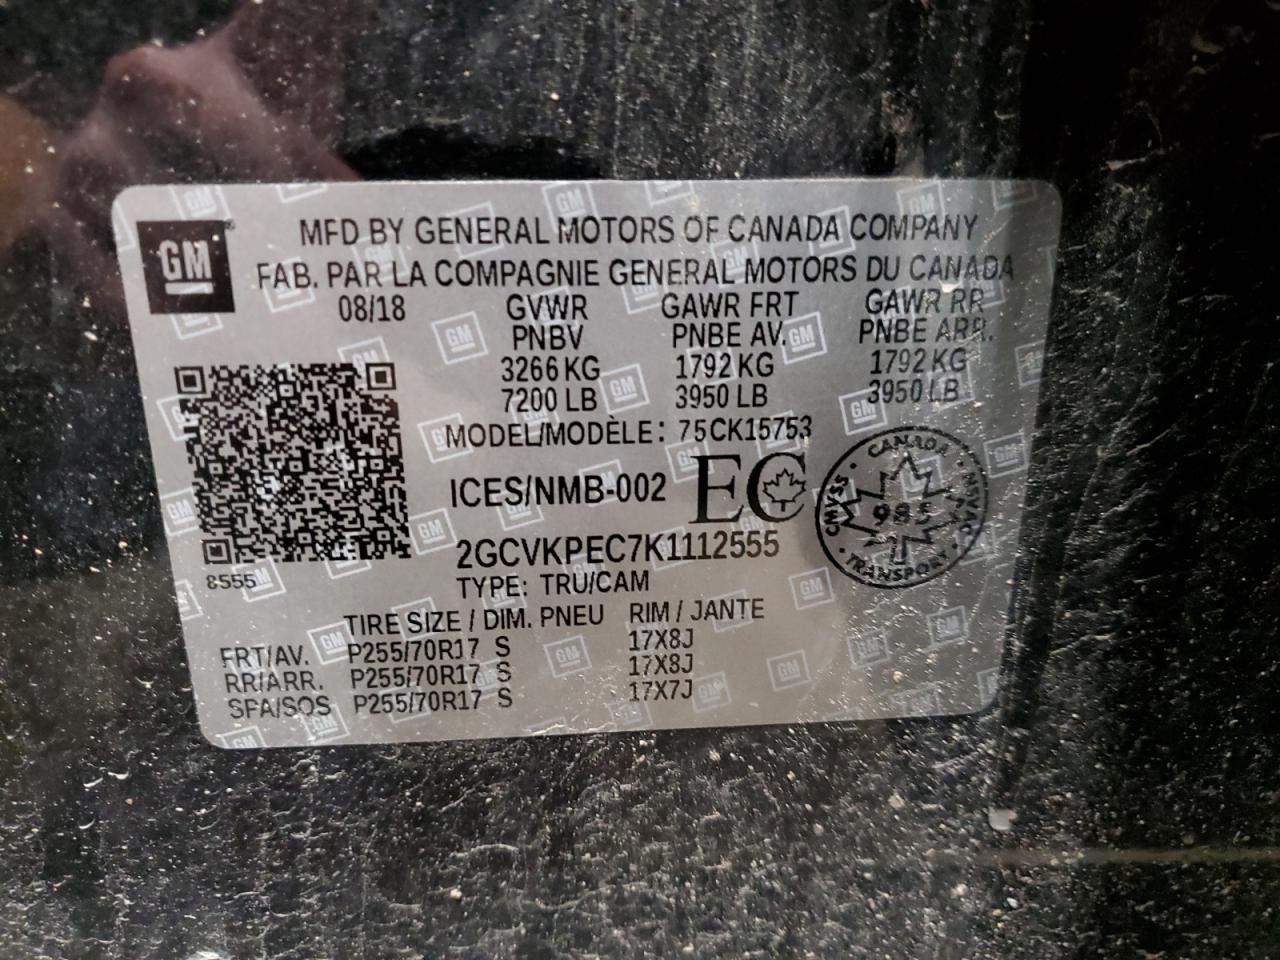 GM
MFD BY GENERAL MOTORS OF CANADA COMPANY
FAB. PAR LA COMPAGNIE GENERAL MOTORS DU CANADA
08/18 GVWR GAWR FRT GAWR RR
PNBV PNBE AV. PNBE ARR.
3266 KG 1792 KG 1792 KG
7200 LB 3950 LB 3950 LB
MODEL/MODÈLE: 75CK15753
ICES/NMB-002 EC
CANADA
CMVSS 985 NSVAC
TRANSPORT
2GCVKPEC7K1112555
8555 TYPE: TRU/CAM
TIRE SIZE / DIM. PNEU RIM / JANTE
FRT/AV. P255/70R17 S 17X8J
RR/ARR. P255/70R17 S 17X8J
SPA/SOS P255/70R17 S 17X7J